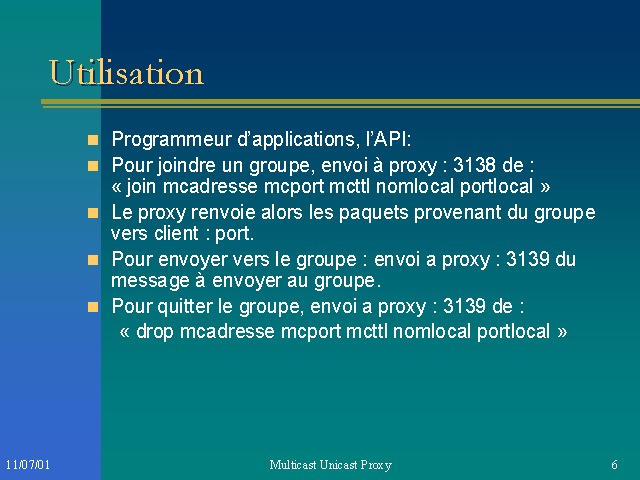 Utilisation
Programmeur d'applications, l'API:
Pour joindre un groupe, envoi à proxy : 3138 de :
« join mcadresse mcport mcttl nomlocal portlocal »
Le proxy renvoie alors les paquets provenant du groupe
vers client : port.
Pour envoyer vers le groupe : envoi a proxy : 3139 du
message à envoyer au groupe.
Pour quitter le groupe, envoi a proxy : 3139 de :
« drop mcadresse mcport mcttl nomlocal portlocal »
11/07/01
Multicast Unicast Proxy
6